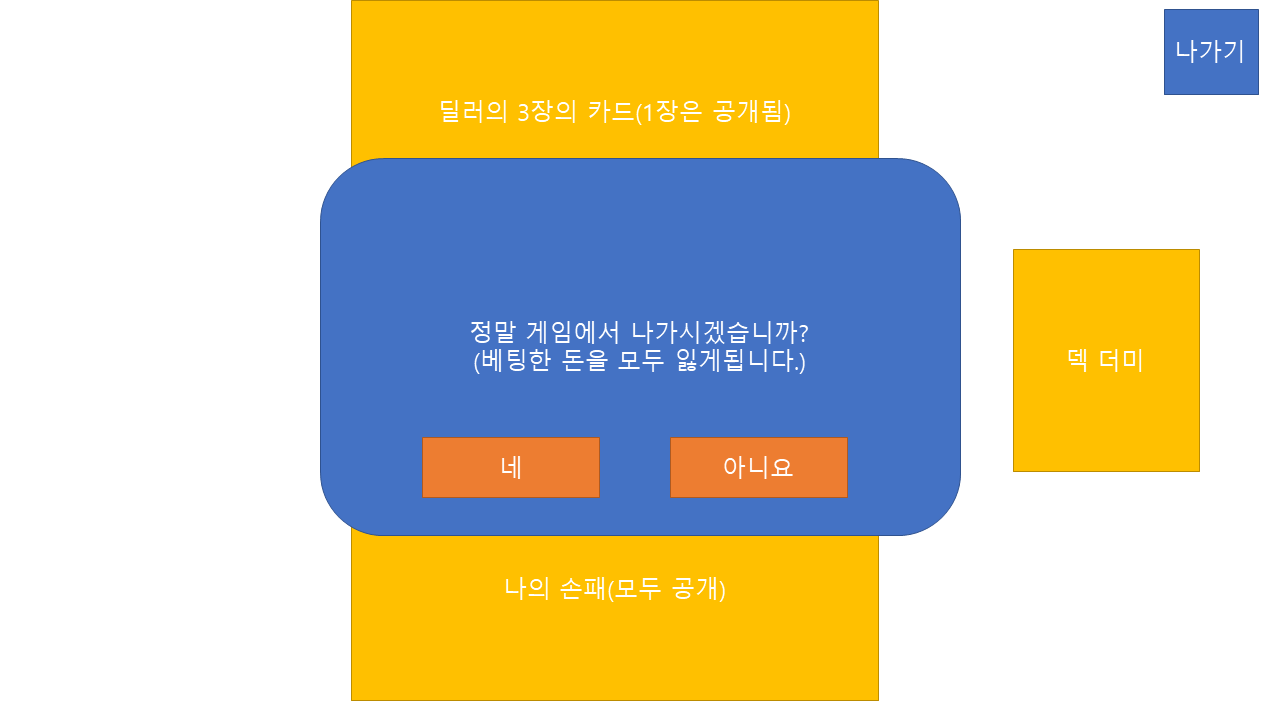 나가기
딜러의 3장의 카드(1장은 공개됨)
정말 게임에서 나가시겠습니까?
(베팅한 돈을 모두 잃게됩니다.)
덱 더미
네
아니요
나의 손패(모두 공개)